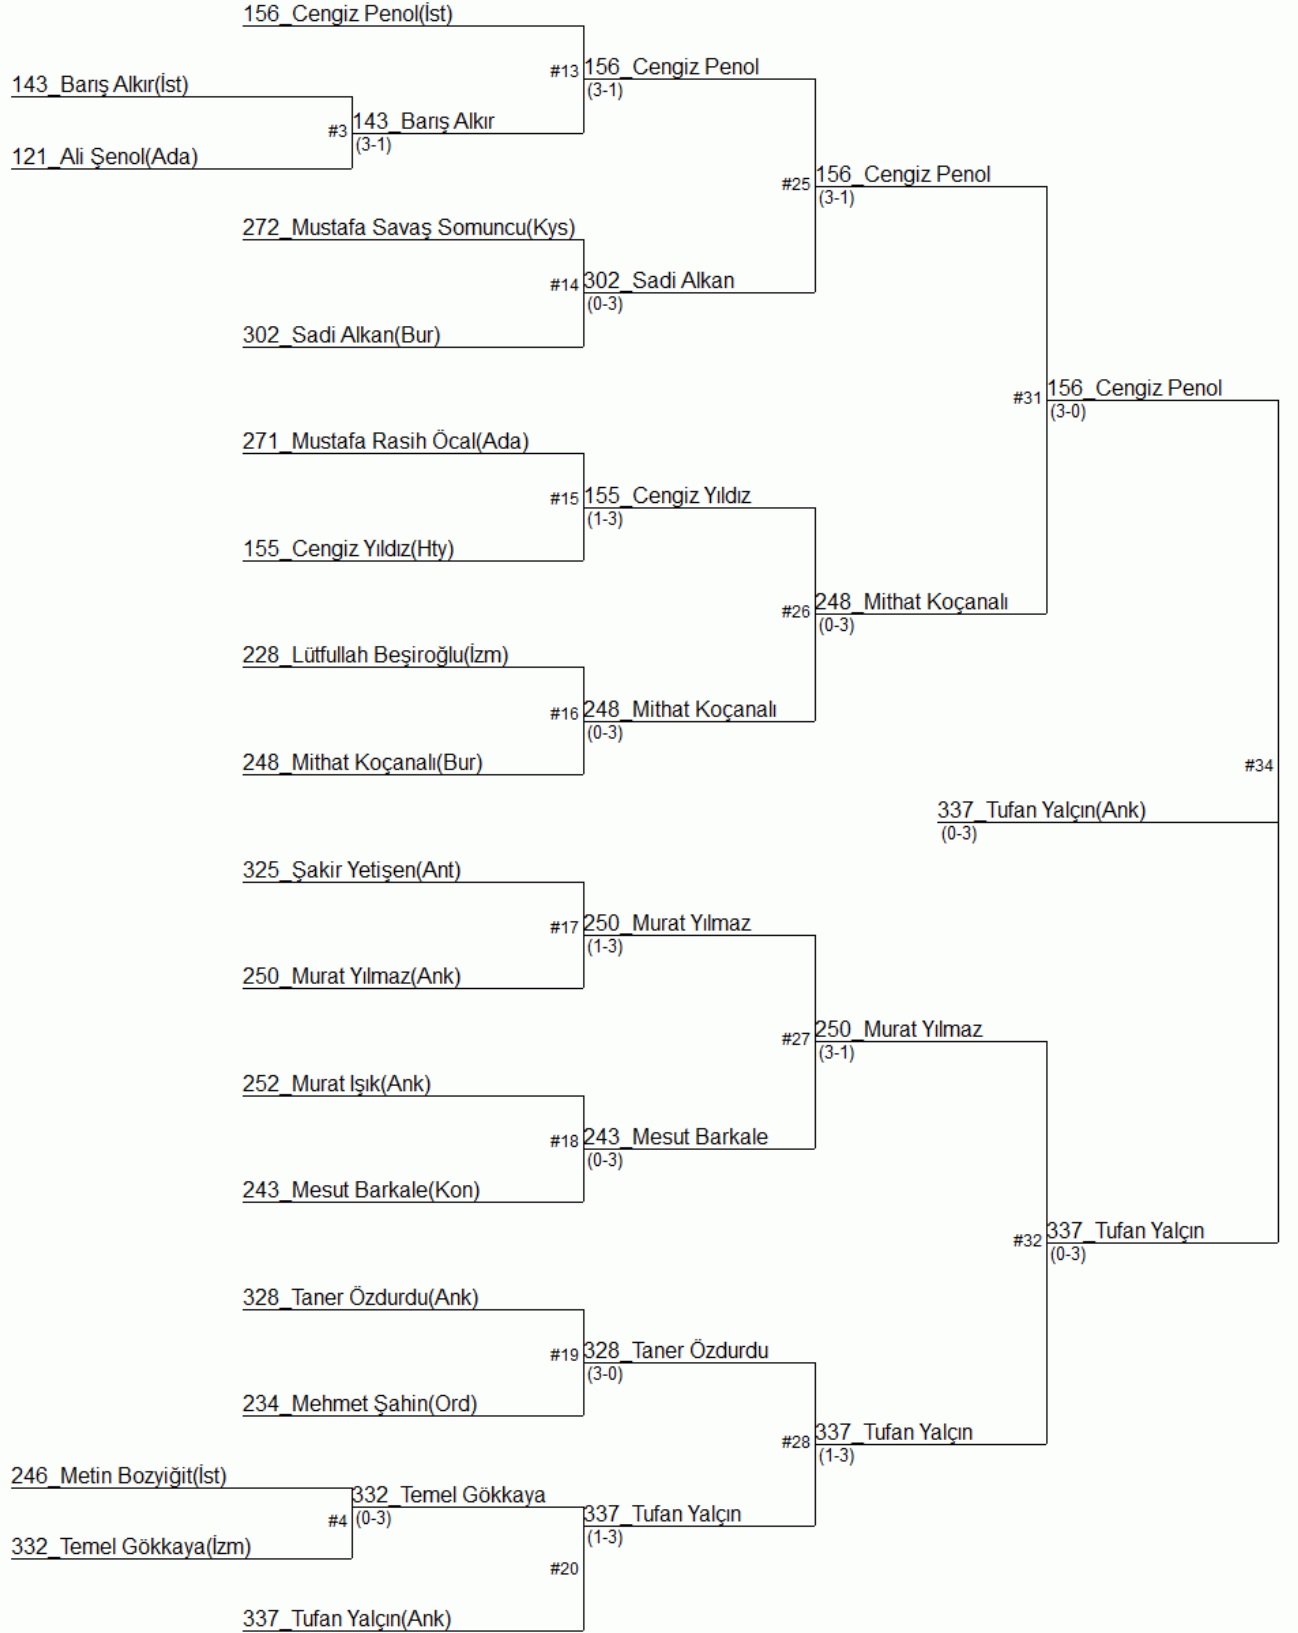 156_Cengiz Penol(İst)
#13 156_Cengiz Penol
(3-1)
143_Barış Alkır(İst)
#3 143_Barış Alkır
(3-1)
121_Ali Şenol(Ada)
#25 156_Cengiz Penol
(3-1)
272_Mustafa Savaş Somuncu(Kys)
#14 302_Sadi Alkan
(0-3)
302_Sadi Alkan(Bur)
#31 156_Cengiz Penol
(3-0)
271_Mustafa Rasih Öcal(Ada)
#15 155_Cengiz Yıldız
(1-3)
155_Cengiz Yıldız(Hty)
#26 248_Mithat Koçanalı
(0-3)
228_Lütfullah Beşiroğlu(İzm)
#16 248_Mithat Koçanalı
(0-3)
248_Mithat Koçanalı(Bur)
#34
337_Tufan Yalçın(Ank)
(0-3)
325_Şakir Yetişen(Ant)
#17 250_Murat Yılmaz
(1-3)
250_Murat Yılmaz(Ank)
#27 250_Murat Yılmaz
(3-1)
252_Murat Işık(Ank)
#18 243_Mesut Barkale
(0-3)
243_Mesut Barkale(Kon)
#32 337_Tufan Yalçın
(0-3)
328_Taner Özdurdu(Ank)
#19 328_Taner Özdurdu
(3-0)
234_Mehmet Şahin(Ord)
#28 337_Tufan Yalçın
(1-3)
246_Metin Bozyiğit(İst)
332_Temel Gökkaya
#4 (0-3)
332_Temel Gökkaya(İzm)
337_Tufan Yalçın
(1-3)
#20
337_Tufan Yalçın(Ank)